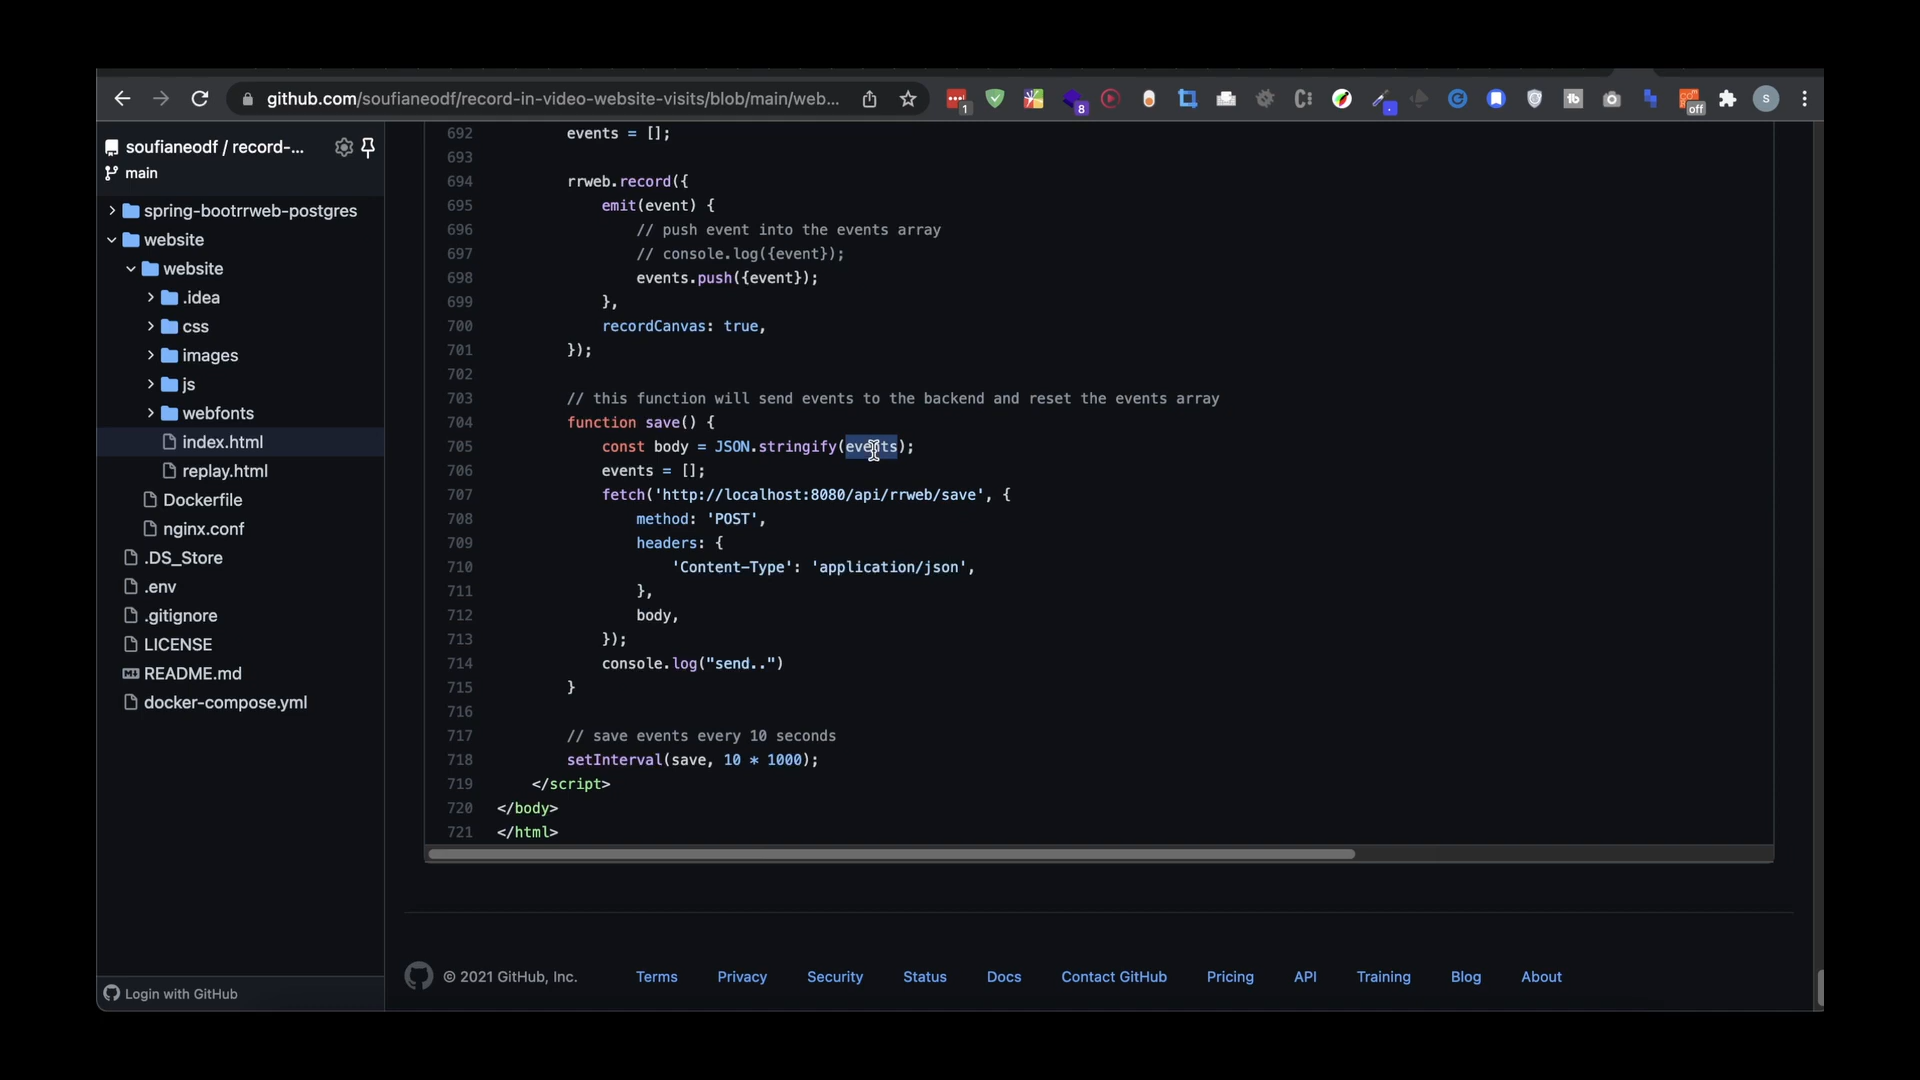 github.com/soufianeodf/record-in-video-website-visits/blob/main/web...
1
8
off
S
soufianeodf / record-...
main
spring-bootrrweb-postgres
website
website
.idea
css
images
js
webfonts
index.html
replay.html
Dockerfile
nginx.conf
.DS_Store
.env
.gitignore
LICENSE
README.md
docker-compose.yml
Login with GitHub
692 events = [];
693
694 rrweb.record({
695 emit(event) {
696 // push event into the events array
697 // console.log({event});
698 events.push({event});
699 },
700 recordCanvas: true,
701 });
702
703 // this function will send events to the backend and reset the events array
704 function save() {
705 const body = JSON.stringify(events);
706 events = [];
707 fetch('http://localhost:8080/api/rrweb/save', {
708 method: 'POST',
709 headers: {
710 'Content-Type': 'application/json',
711 },
712 body,
713 });
714 console.log("send..")
715 }
716
717 // save events every 10 seconds
718 setInterval(save, 10 * 1000);
719 </script>
720 </body>
721 </html>
© 2021 GitHub, Inc. Terms Privacy Security Status Docs Contact GitHub Pricing API Training Blog About